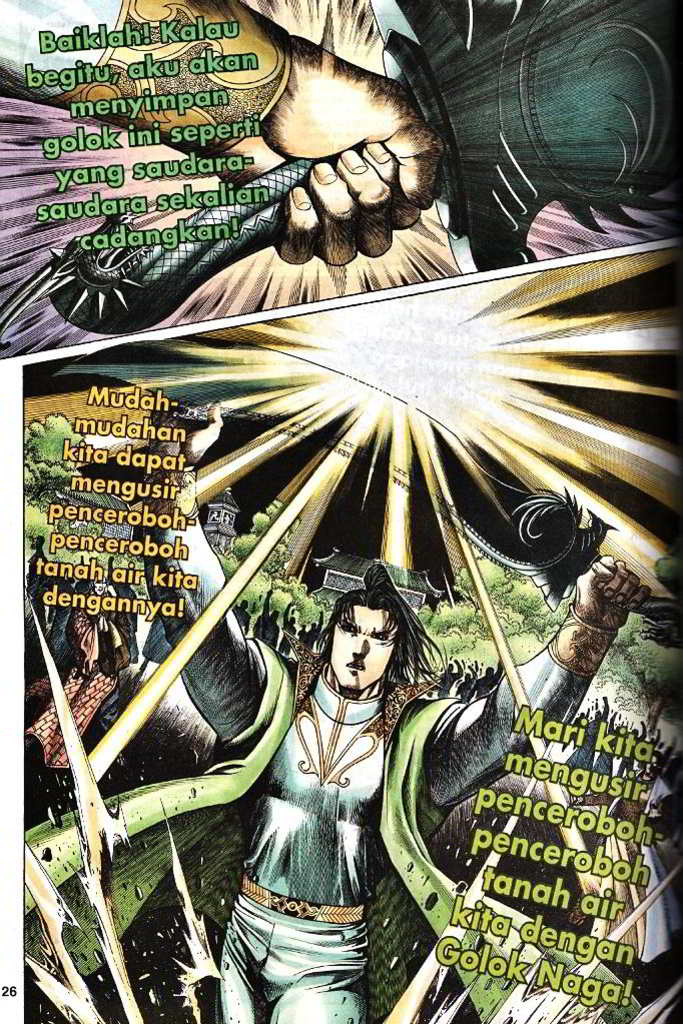 Baiklah! Kalau
begitu, aku akan
menyimpan
golok ini seperti
yang saudara-
saudara sekalian
cadangkan!
Mudah-
mudahan
kita dapat
mengusir
penceroboh-
penceroboh
tanah air kita
dengannya!
Mari kita
mengusir
penceroboh-
penceroboh
tanah air
kita dengan
Golok Naga!
26